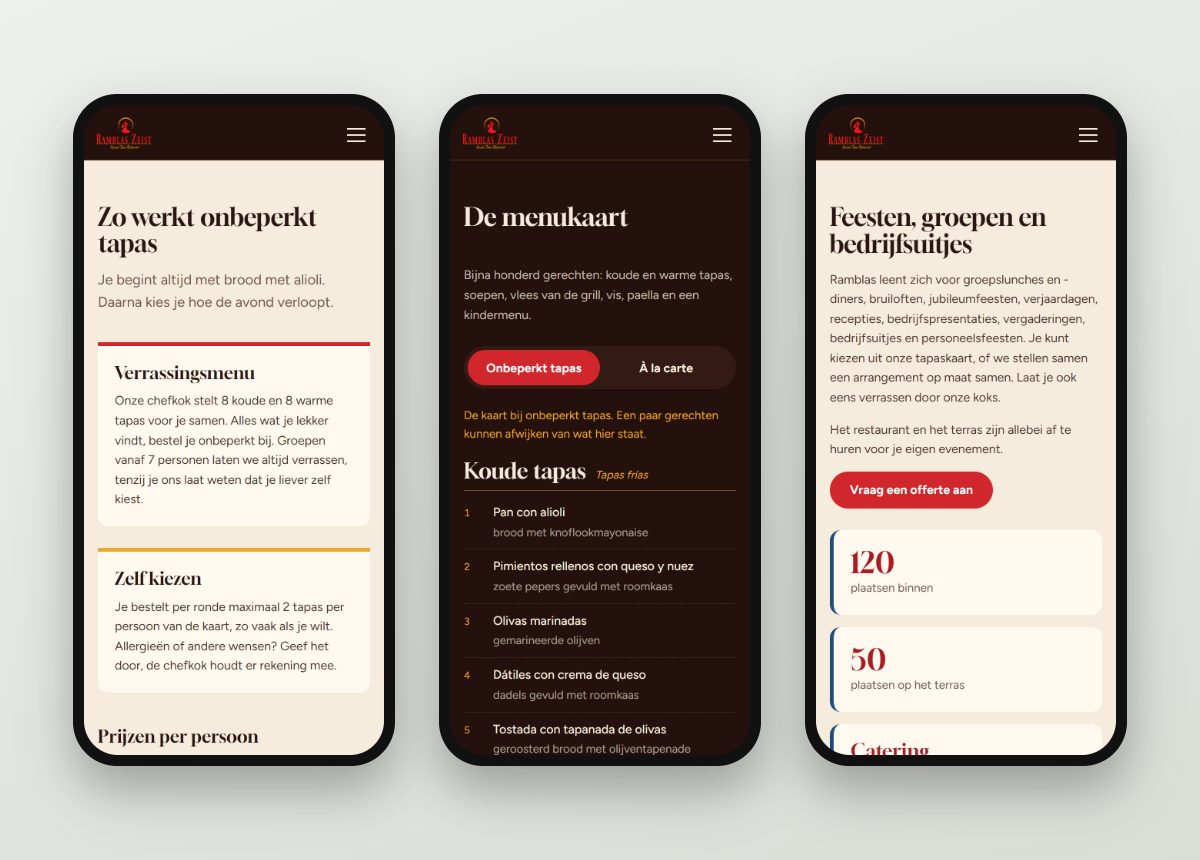 Ramblas Zeist
Zo werkt onbeperkt
tapas
Je begint altijd met brood met alioli.
Daarna kies je hoe de avond verloopt.
Verrassingsmenu
Onze chefkok stelt 8 koude en 8 warme
tapas voor je samen. Alles wat je lekker
vindt, bestel je onbeperkt bij. Groepen
vanaf 7 personen laten we altijd verrassen,
tenzij je ons laat weten dat je liever zelf
kiest.
Zelf kiezen
Je bestelt per ronde maximaal 2 tapas per
persoon van de kaart, zo vaak als je wilt.
Allergieën of andere wensen? Geef het
door, de chefkok houdt er rekening mee.
Prijzen per persoon
Ramblas Zeist
De menukaart
Bijna honderd gerechten: koude en warme tapas,
soepen, vlees van de grill, vis, paella en een
kindermenu.
Onbeperkt tapas
À la carte
De kaart bij onbeperkt tapas. Een paar gerechten
kunnen afwijken van wat hier staat.
Koude tapas Tapas frías
1 Pan con alioli
brood met knoflookmayonaise
2 Pimientos rellenos con queso y nuez
zoete pepers gevuld met roomkaas
3 Olivas marinadas
gemarineerde olijven
4 Dátiles con crema de queso
dadels gevuld met roomkaas
5 Tostada con tapanada de olivas
geroosterd brood met olijventapenade
Ramblas Zeist
Feesten, groepen en
bedrijfsuitjes
Ramblas leent zich voor groepslunches en -
diners, bruiloften, jubileumfeesten, verjaardagen,
recepties, bedrijfspresentaties, vergaderingen,
bedrijfsuitjes en personeelsfeesten. Je kunt
kiezen uit onze tapaskaart, of we stellen samen
een arrangement op maat samen. Laat je ook
eens verrassen door onze koks.
Het restaurant en het terras zijn allebei af te
huren voor je eigen evenement.
Vraag een offerte aan
120
plaatsen binnen
50
plaatsen op het terras
Catering